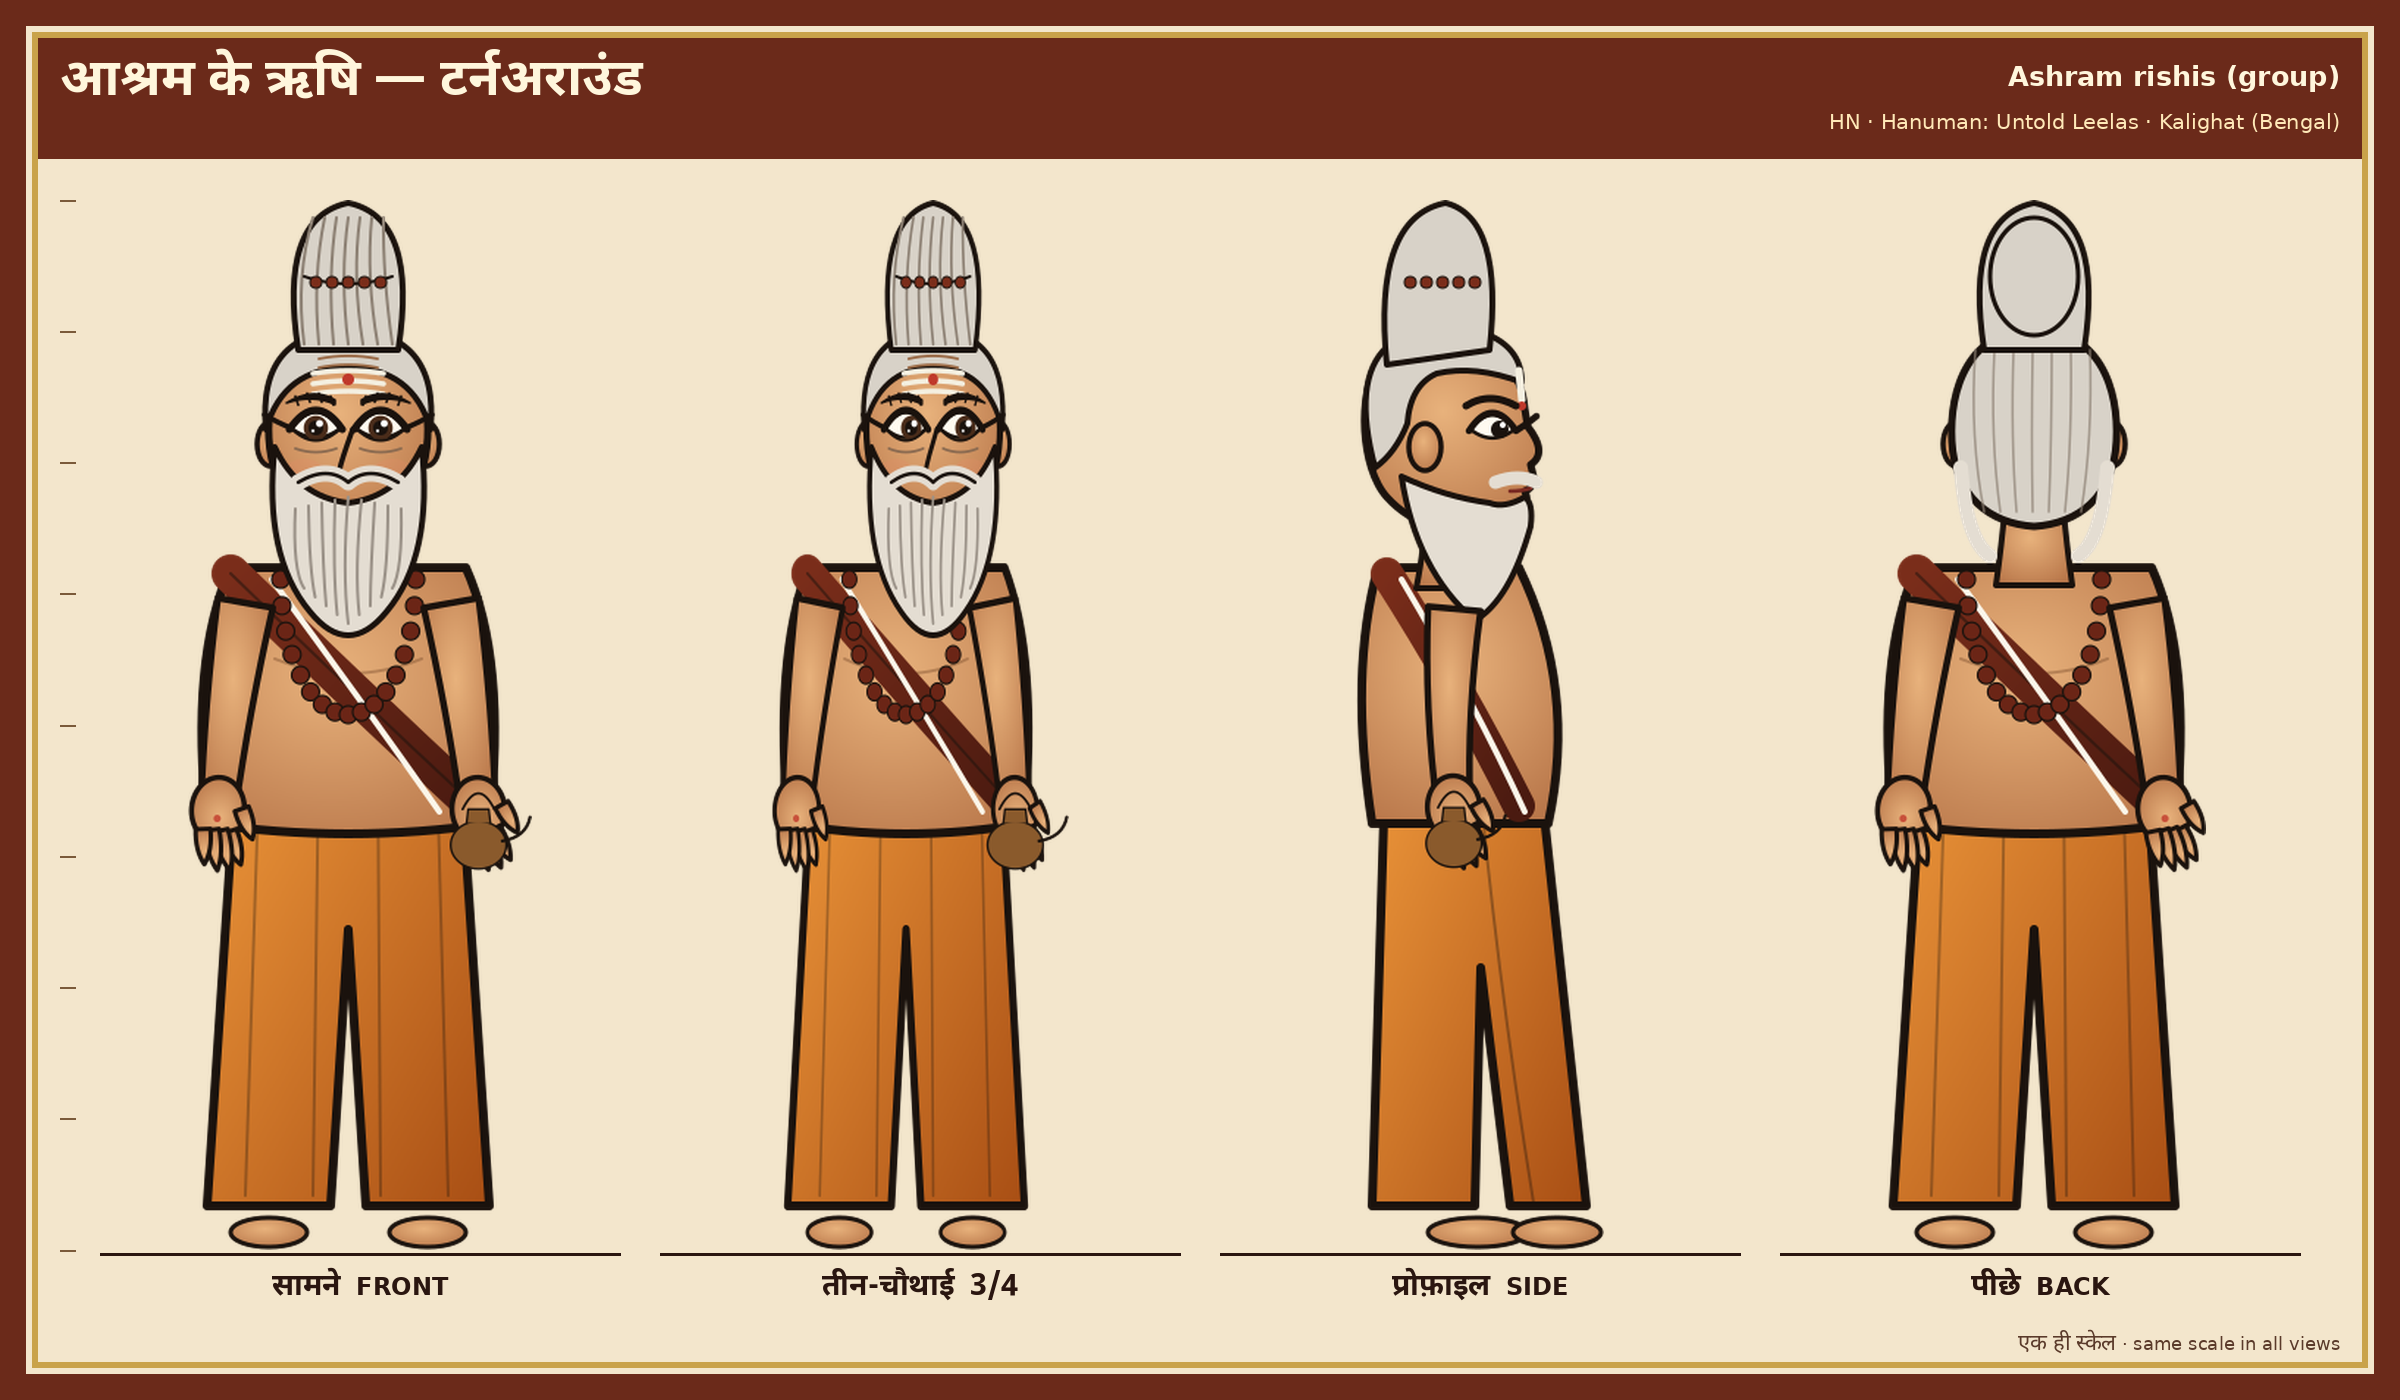 आश्रम के ऋषि — टर्नअराउंड
Ashram rishis (group)
HN · Hanuman: Untold Leelas · Kalighat (Bengal)
सामने FRONT
तीन-चौथाई 3/4
प्रोफ़ाइल SIDE
पीछे BACK
एक ही स्केल · same scale in all views